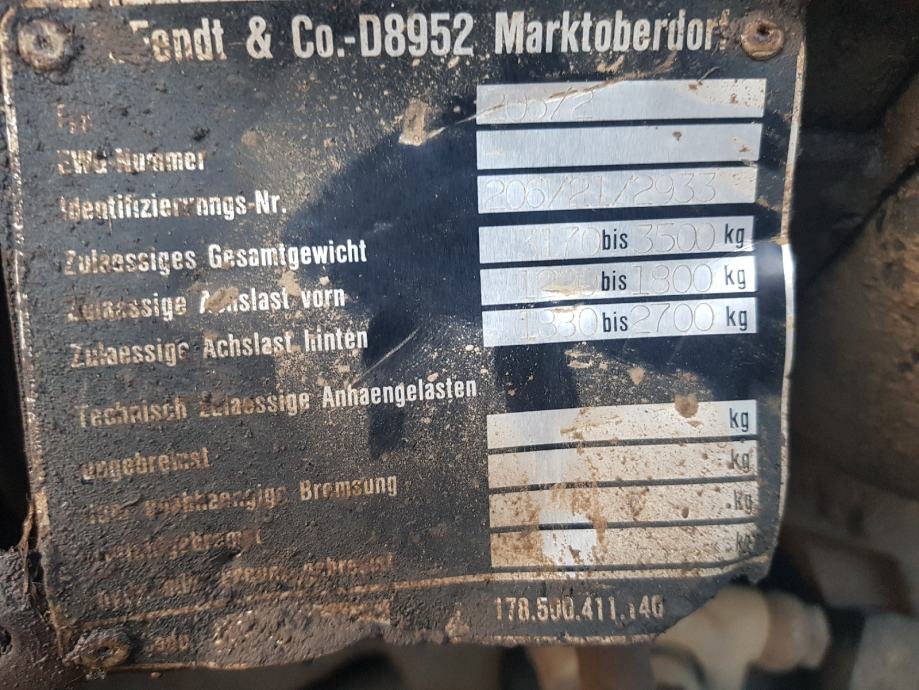 Fendt & Co.-D8952 Marktoberdorf
Typ
EWG-Nummer
Identifizierungs-Nr. 206/21/2933
Zulaessiges Gesamtgewicht bis 3500 kg
Zulaessige Achslast vorn bis 1800 kg
Zulaessige Achslast hinten 1330 bis 2700 kg
Technisch zulaessige Anhaengelasten
ungebremst kg
unabhaengige Bremsung kg
kg
kg
178.500.411.